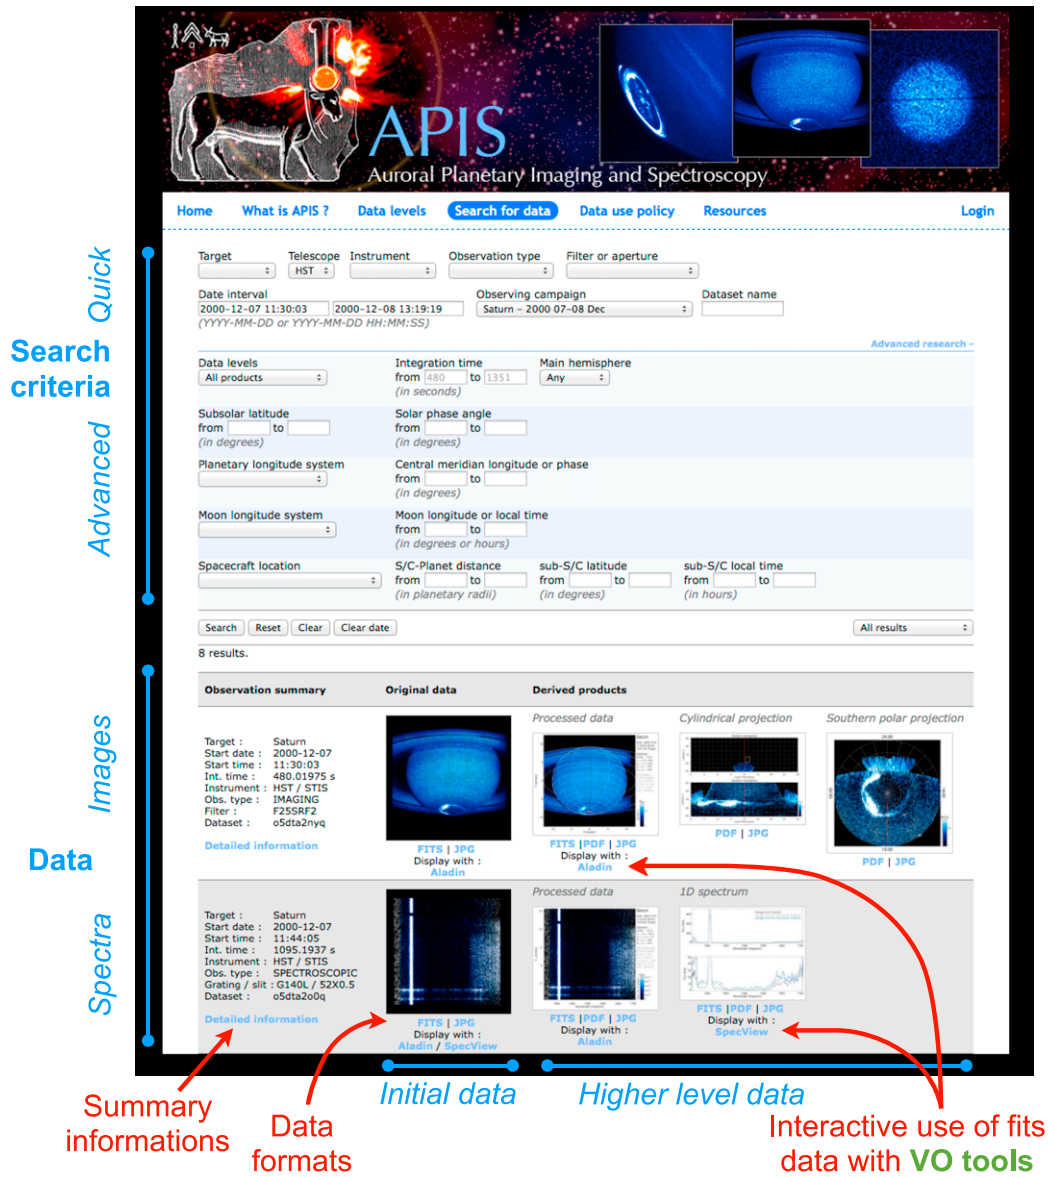 APIS
Auroral Planetary Imaging and Spectroscopy
Home What is APIS ? Data levels Search for data Data use policy Resources Login
Quick
Search criteria
Advanced
Target Telescope Instrument Observation type Filter or aperture
HST
Date interval Observing campaign Dataset name
2000-12-07 11:30:03 2000-12-08 13:19:19 Saturn - 2000 07-08 Dec
(YYYY-MM-DD or YYYY-MM-DD HH:MM:SS)
Advanced research -
Data levels Integration time Main hemisphere
All products from 480 to 1351 Any
(in seconds)
Subsolar latitude Solar phase angle
from to from to
(in degrees) (in degrees)
Planetary longitude system Central meridian longitude or phase
from to
(in degrees)
Moon longitude system Moon longitude or local time
from to
(in degrees or hours)
Spacecraft location S/C-Planet distance sub-S/C latitude sub-S/C local time
from to from to from to
(in planetary radii) (in degrees) (in hours)
Search Reset Clear Clear date All results
8 results.
Images
Data
Spectra
Observation summary Original data Derived products
Processed data Cylindrical projection Southern polar projection
Target : Saturn
Start date : 2000-12-07
Start time : 11:30:03
Int. time : 480.01975 s
Instrument : HST / STIS
Obs. type : IMAGING
Filter : F25SRF2
Dataset : o5dta2nyq
Detailed information
FITS | JPG
Display with :
Aladin
FITS |PDF | JPG
Display with :
Aladin
PDF | JPG
PDF | JPG
Processed data 1D spectrum
Target : Saturn
Start date : 2000-12-07
Start time : 11:44:05
Int. time : 1095.1937 s
Instrument : HST / STIS
Obs. type : SPECTROSCOPIC
Grating / slit : G140L / 52X0.5
Dataset : o5dta2o0q
Detailed information
FITS | JPG
Display with :
Aladin / SpecView
FITS |PDF | JPG
Display with :
Aladin
FITS |PDF | JPG
Display with :
SpecView
Initial data Higher level data
Summary informations
Data formats
Interactive use of fits
data with VO tools